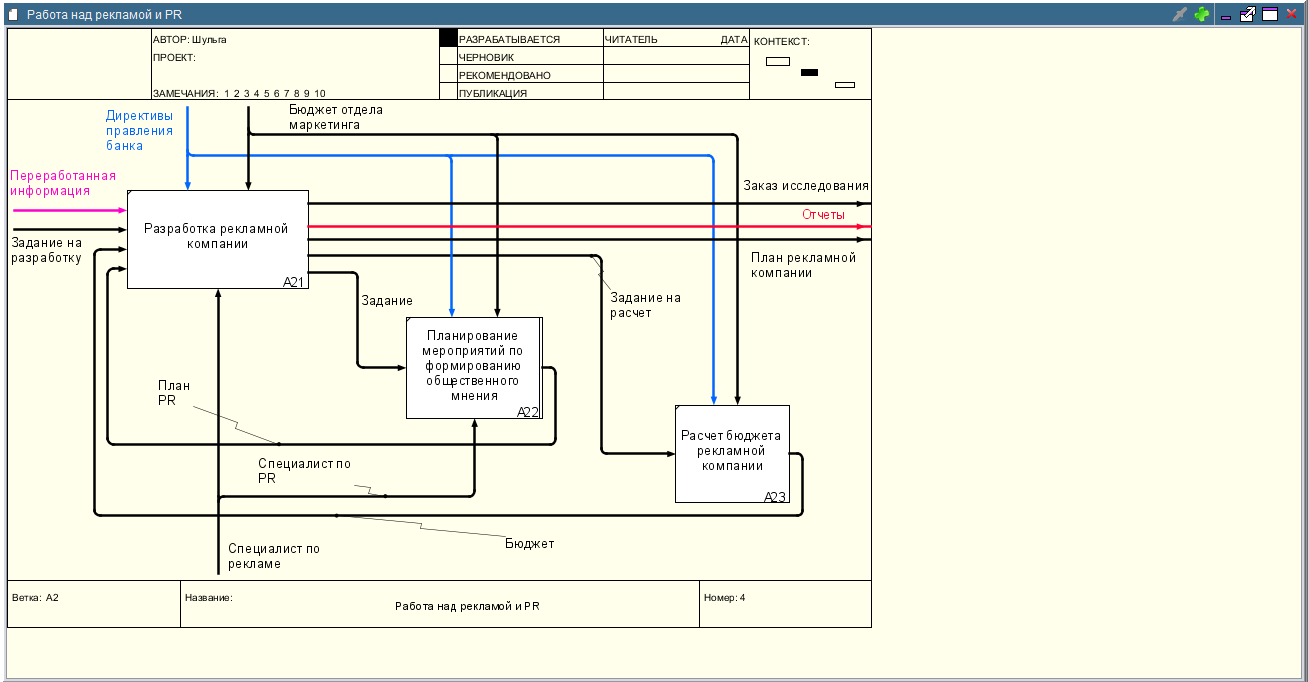 Работа над рекламой и PR
АВТОР: Шульга
ПРОЕКТ:
ЗАМЕЧАНИЯ: 1 2 3 4 5 6 7 8 9 10
РАЗРАБАТЫВАЕТСЯ
ЧЕРНОВИК
РЕКОМЕНДОВАНО
ПУБЛИКАЦИЯ
ЧИТАТЕЛЬ
ДАТА
КОНТЕКСТ:
Директивы
правления
банка
Бюджет отдела
маркетинга
Переработанная
информация
Задание на
разработку
Разработка рекламной
компании
A21
Заказ исследования
Отчеты
План рекламной
компании
Задание
Задание на
расчет
Планирование
мероприятий по
формированию
общественного
мнения
A22
План
PR
Расчет бюджета
рекламной
компании
A23
Специалист по
PR
Бюджет
Специалист по
рекламе
Ветка: A2
Название:
Работа над рекламой и PR
Номер: 4